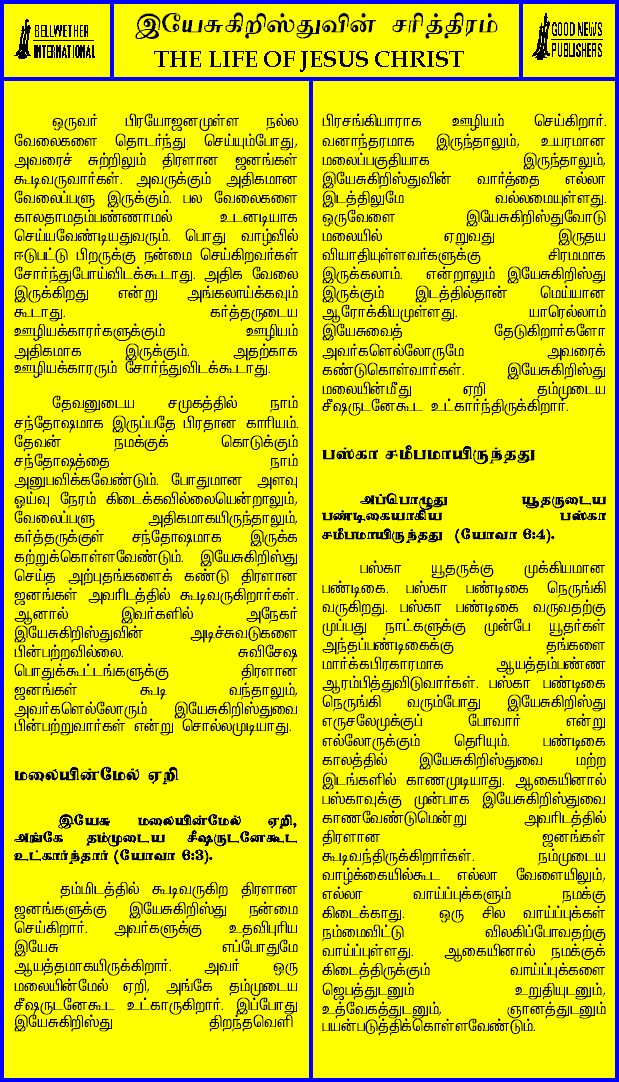 BELLWETHER
INTERNATIONAL
இயேசுகிறிஸ்துவின் சரித்திரம்
THE LIFE OF JESUS CHRIST
GOOD NEWS
PUBLISHERS
ஒருவர் பிரயோஜனமுள்ள நல்ல
வேலைகளை தொடர்ந்து செய்யும்போது,
அவரைச் சுற்றிலும் திரளான ஜனங்கள்
கூடிவருவார்கள். அவருக்கும் அதிகமான
வேலைப்பளு இருக்கும். பல வேலைகளை
காலதாமதம்பண்ணாமல் உடனடியாக
செய்யவேண்டியதுவரும். பொது வாழ்வில்
ஈடுபட்டு பிறருக்கு நன்மை செய்கிறவர்கள்
சோர்ந்துபோய்விடக்கூடாது. அதிக வேலை
இருக்கிறது என்று அங்கலாய்க்கவும்
கூடாது. கர்த்தருடைய
ஊழியக்காரர்களுக்கும் ஊழியம்
அதிகமாக இருக்கும். அதற்காக
ஊழியக்காரரும் சோர்ந்துவிடக்கூடாது.
தேவனுடைய சமுகத்தில் நாம்
சந்தோஷமாக இருப்பதே பிரதான காரியம்.
தேவன் நமக்குக் கொடுக்கும்
சந்தோஷத்தை நாம்
அனுபவிக்கவேண்டும். போதுமான அளவு
ஓய்வு நேரம் கிடைக்கவில்லையென்றாலும்,
வேலைப்பளு அதிகமாகயிருந்தாலும்,
கர்த்தருக்குள் சந்தோஷமாக இருக்க
கற்றுக்கொள்ளவேண்டும். இயேசுகிறிஸ்து
செய்த அற்புதங்களைக் கண்டு திரளான
ஜனங்கள் அவரிடத்தில் கூடிவருகிறார்கள்.
ஆனால் இவர்களில் அநேகர்
இயேசுகிறிஸ்துவின் அடிச்சுவடுகளை
பின்பற்றவில்லை. சுவிசேஷ
பொதுக்கூட்டங்களுக்கு திரளான
ஜனங்கள் கூடி வந்தாலும்,
அவர்களெல்லோரும் இயேசுகிறிஸ்துவை
பின்பற்றுவார்கள் என்று சொல்லமுடியாது.
மலையின்மேல் ஏறி
இயேசு மலையின்மேல் ஏறி,
அங்கே தம்முடைய சீஷருடனேகூட
உட்கார்ந்தார் (யோவா 6:3).
தம்மிடத்தில் கூடிவருகிற திரளான
ஜனங்களுக்கு இயேசுகிறிஸ்து நன்மை
செய்கிறார். அவர்களுக்கு உதவிபுரிய
இயேசு எப்போதுமே
ஆயத்தமாகயிருக்கிறார். அவர் ஒரு
மலையின்மேல் ஏறி, அங்கே தம்முடைய
சீஷருடனேகூட உட்காருகிறார். இப்போது
இயேசுகிறிஸ்து திறந்தவெளி
பிரசங்கியாராக ஊழியம் செய்கிறார்.
வனாந்தரமாக இருந்தாலும், உயரமான
மலைப்பகுதியாக இருந்தாலும்,
இயேசுகிறிஸ்துவின் வார்த்தை எல்லா
இடத்திலுமே வல்லமையுள்ளது.
ஒருவேளை இயேசுகிறிஸ்துவோடு
மலையில் ஏறுவது இருதய
வியாதியுள்ளவர்களுக்கு சிரமமாக
இருக்கலாம். என்றாலும் இயேசுகிறிஸ்து
இருக்கும் இடத்தில்தான் மெய்யான
ஆரோக்கியமுள்ளது. யாரெல்லாம்
இயேசுவைத் தேடுகிறார்களோ
அவர்களெல்லோருமே அவரைக்
கண்டுகொள்வார்கள். இயேசுகிறிஸ்து
மலையின்மீது ஏறி தம்முடைய
சீஷருடனேகூட உட்கார்ந்திருக்கிறார்.
பஸ்கா சமீபமாயிருந்தது
அப்பொழுது யூதருடைய
பண்டிகையாகிய பஸ்கா
சமீபமாயிருந்தது (யோவா 6:4).
பஸ்கா யூதருக்கு முக்கியமான
பண்டிகை. பஸ்கா பண்டிகை நெருங்கி
வருகிறது. பஸ்கா பண்டிகை வருவதற்கு
முப்பது நாட்களுக்கு முன்பே யூதர்கள்
அந்தப்பண்டிகைக்கு தங்களை
மார்க்கபிரகாரமாக ஆயத்தம்பண்ண
ஆரம்பித்துவிடுவார்கள். பஸ்கா பண்டிகை
நெருங்கி வரும்போது இயேசுகிறிஸ்து
எருசலேமுக்குப் போவார் என்று
எல்லோருக்கும் தெரியும். பண்டிகை
காலத்தில் இயேசுகிறிஸ்துவை மற்ற
இடங்களில் காணமுடியாது. ஆகையினால்
பஸ்காவுக்கு முன்பாக இயேசுகிறிஸ்துவை
காணவேண்டுமென்று அவரிடத்தில்
திரளான ஜனங்கள்
கூடிவந்திருக்கிறார்கள். நம்முடைய
வாழ்க்கையில்கூட எல்லா வேளையிலும்,
எல்லா வாய்ப்புக்களும் நமக்கு
கிடைக்காது. ஒரு சில வாய்ப்புக்கள்
நம்மைவிட்டு விலகிப்போவதற்கு
வாய்ப்புள்ளது. ஆகையினால் நமக்குக்
கிடைத்திருக்கும் வாய்ப்புக்களை
ஜெபத்துடனும் உறுதியுடனும்,
உத்வேகத்துடனும், ஞானத்துடனும்
பயன்படுத்திக்கொள்ளவேண்டும்.